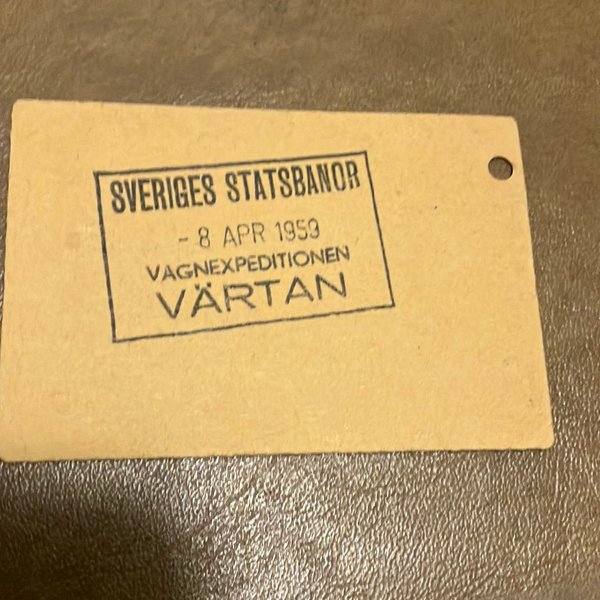 SVERIGES STATSBANOR
- 8 APR 1959
VAGNEXPEDITIONEN
VÄRTAN